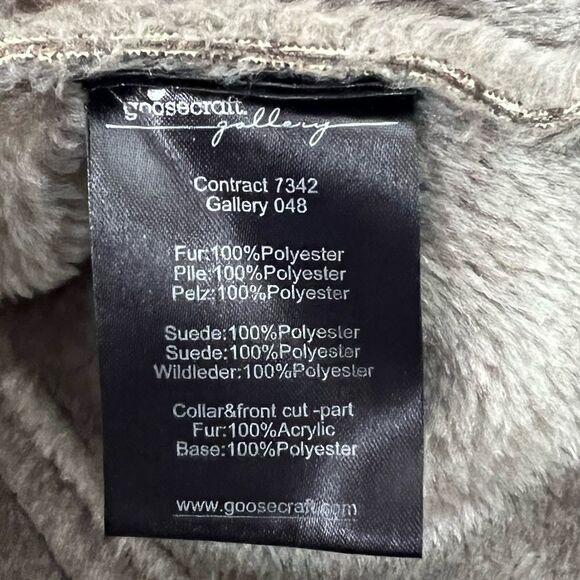 goosecraft.
gallery
Contract 7342
Gallery 048
Fur:100%Polyester
Plie:100%Polyester
Pelz:100%Polyester
Suede:100%Polyester
Suede:100%Polyester
Wildleder:100%Polyester
Collar&front cut -part
Fur:100%Acrylic
Base:100%Polyester
www.goosecraft.com